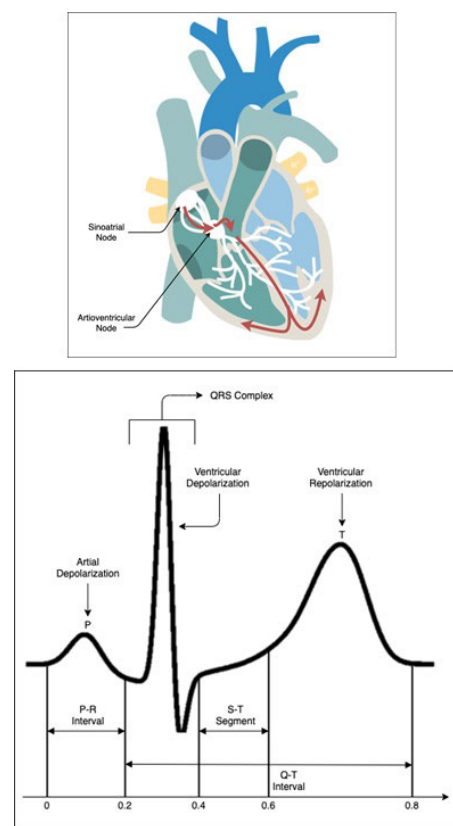 Sinoatrial
Node
Artioventricular
Node
QRS Complex
Ventricular
Depolarization
Ventricular
Repolarization
T
Artial
Depolarization
P
P-R
Interval
S-T
Segment
Q-T
Interval
0
0.2
0.4
0.6
0.8